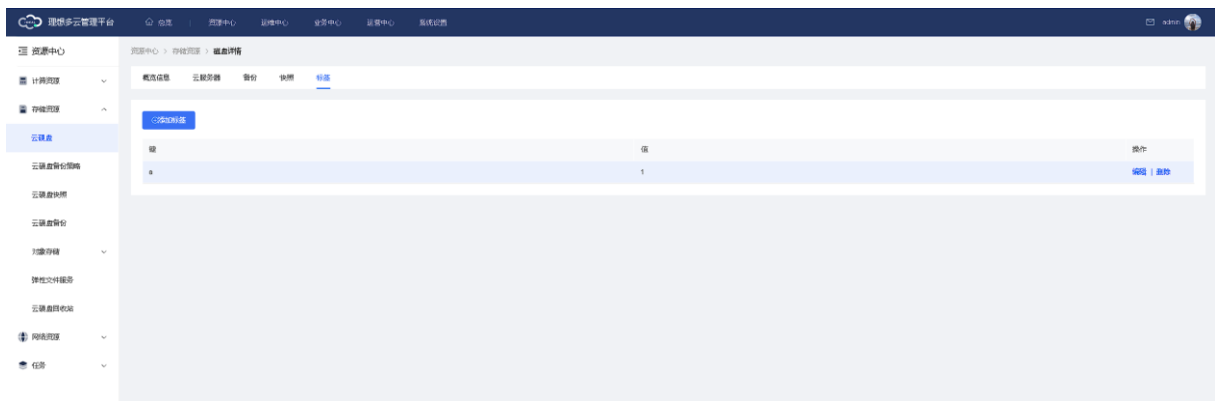 理想多云管理平台
总览
资源中心
运维中心
业务中心
运营中心
系统设置
admin
资源中心
资源中心 > 存储资源 > 磁盘详情
计算资源
概览信息
云服务器
备份
快照
标签
存储资源
添加标签
云硬盘
键
值
操作
云硬盘备份策略
a
1
编辑 | 删除
云硬盘快照
云硬盘备份
对象存储
弹性文件服务
云硬盘回收站
网络资源
任务